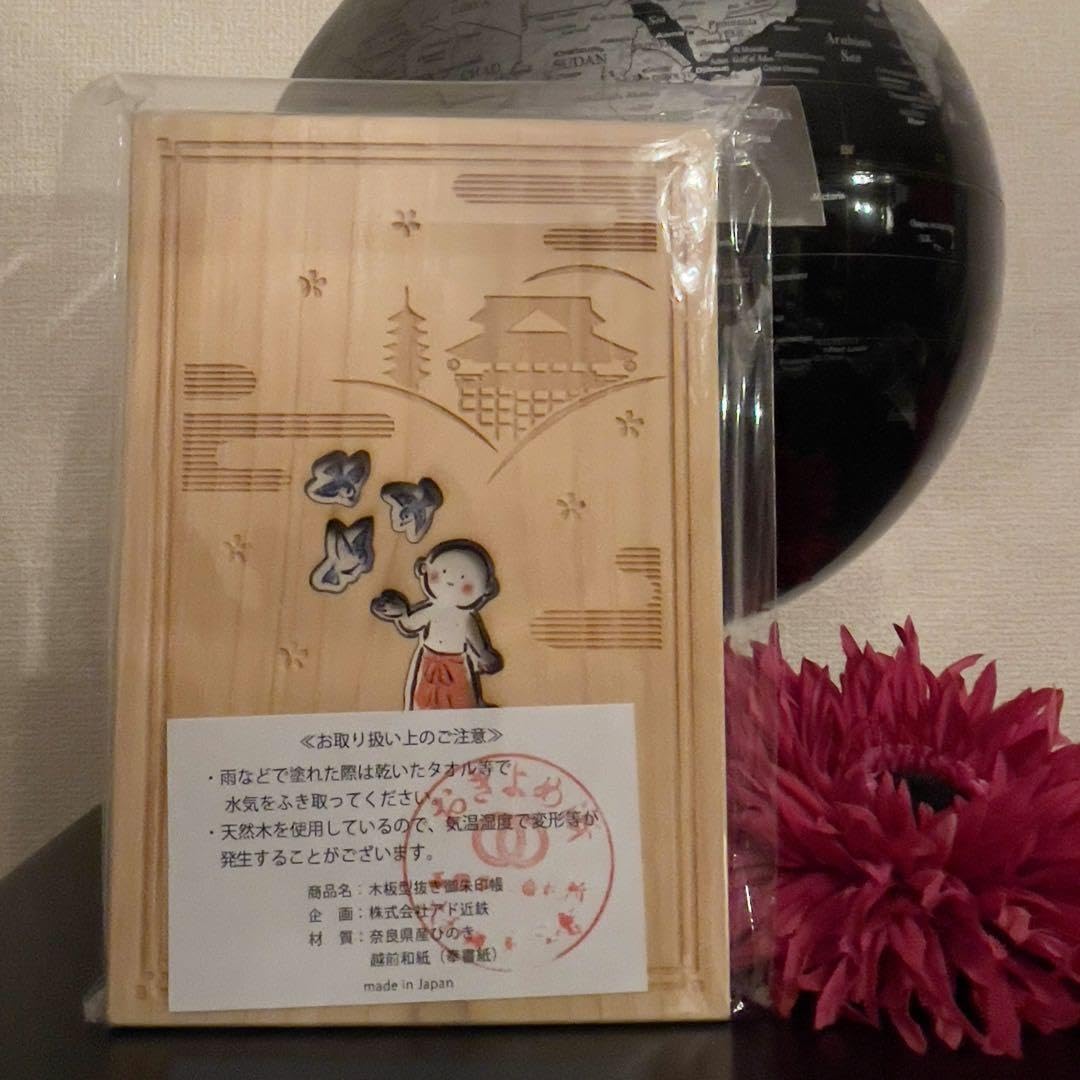 SUDAN
CHAD
Arabian
Sea
≪お取り扱い上のご注意≫
・雨などで塗れた際は乾いたタオル等で
水気をふき取ってください。
・天然木を使用しているので、気温湿度で変形等が
発生することがございます。
商品名：木板型抜き御朱印帳
企　画：株式会社アド近鉄
材　質：奈良県産ひのき
越前和紙（奉書紙）
made in Japan
おきよめ